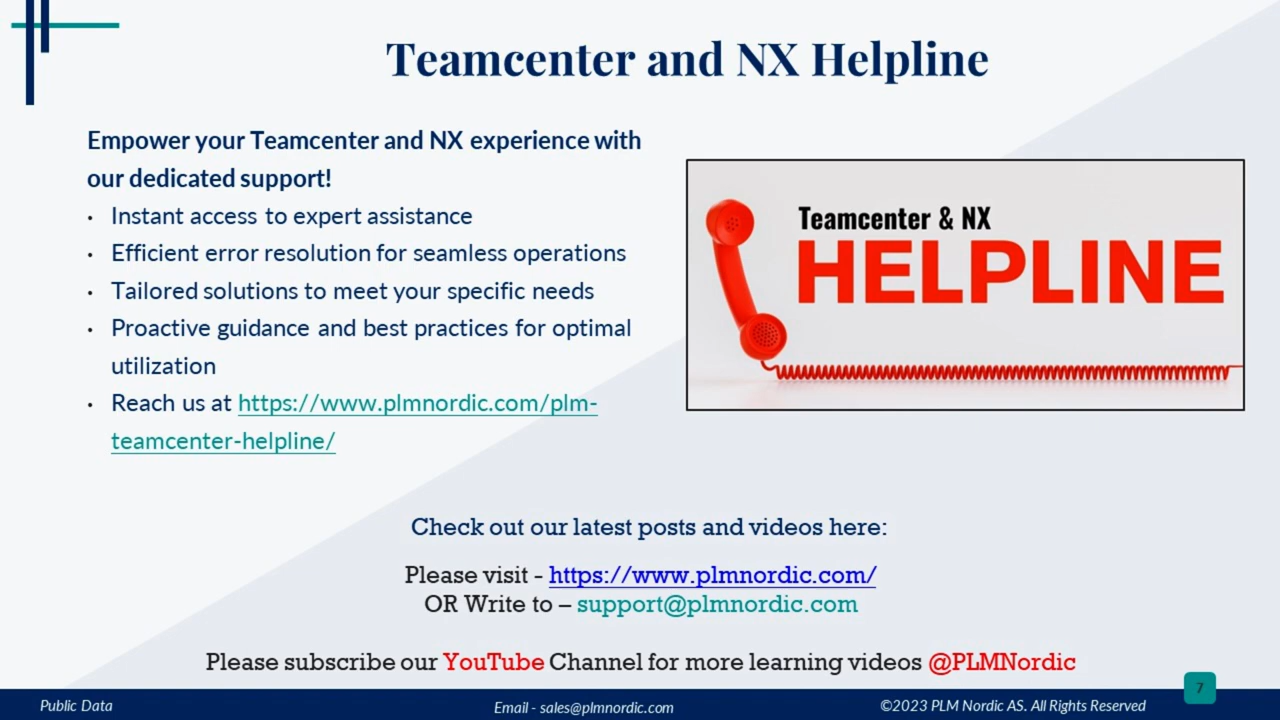 Teamcenter and NX Helpline
Empower your Teamcenter and NX experience with
our dedicated support!
• Instant access to expert assistance
• Efficient error resolution for seamless operations
• Tailored solutions to meet your specific needs
• Proactive guidance and best practices for optimal
utilization
• Reach us at https://www.plmnordic.com/plm-
teamcenter-helpline/
Teamcenter & NX
HELPLINE
Check out our latest posts and videos here:
Please visit - https://www.plmnordic.com/
OR Write to – support@plmnordic.com
Please subscribe our YouTube Channel for more learning videos @PLMNordic
7
Public Data
Email - sales@plmnordic.com
©2023 PLM Nordic AS. All Rights Reserved